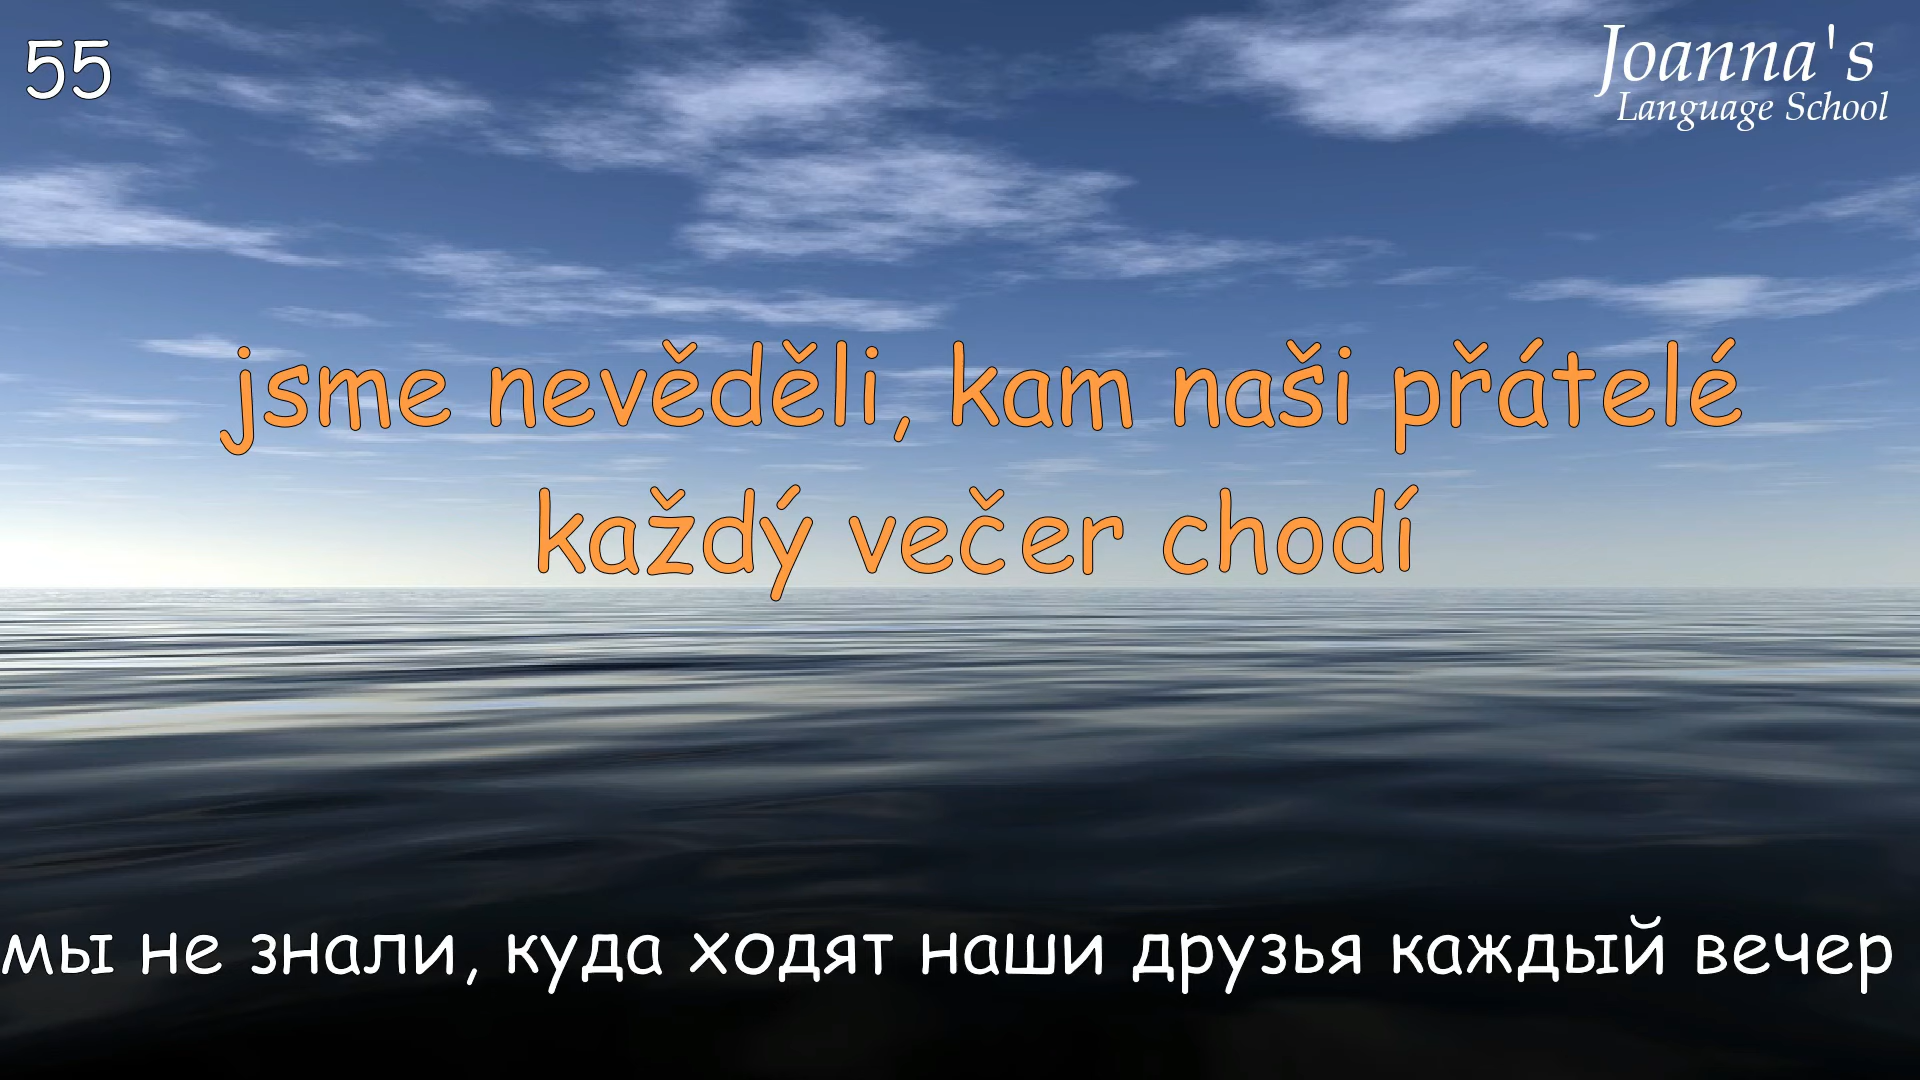 55
Joanna's
Language School
jsme nevěděli, kam naši přátelé
každý večer chodí
мы не знали, куда ходят наши друзья каждый вечер